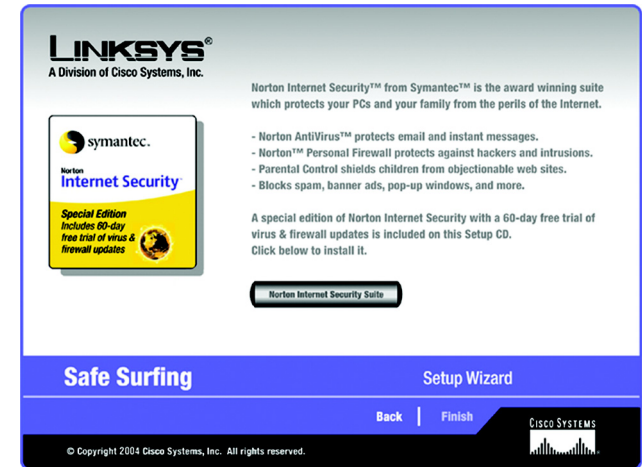 LINKSYS®
A Division of Cisco Systems, Inc.
symantec.
Norton
Internet Security™
Special Edition
Includes 60-day
free trial of virus &
firewall updates
Norton Internet Security™ from Symantec™ is the award winning suite
which protects your PCs and your family from the perils of the Internet.
- Norton AntiVirus™ protects email and instant messages.
- Norton™ Personal Firewall protects against hackers and intrusions.
- Parental Control shields children from objectionable web sites.
- Blocks spam, banner ads, pop-up windows, and more.
A special edition of Norton Internet Security with a 60-day free trial of
virus & firewall updates is included on this Setup CD.
Click below to install it.
Norton Internet Security Suite
Safe Surfing
Setup Wizard
Back
Finish
CISCO SYSTEMS
© Copyright 2004 Cisco Systems, Inc. All rights reserved.